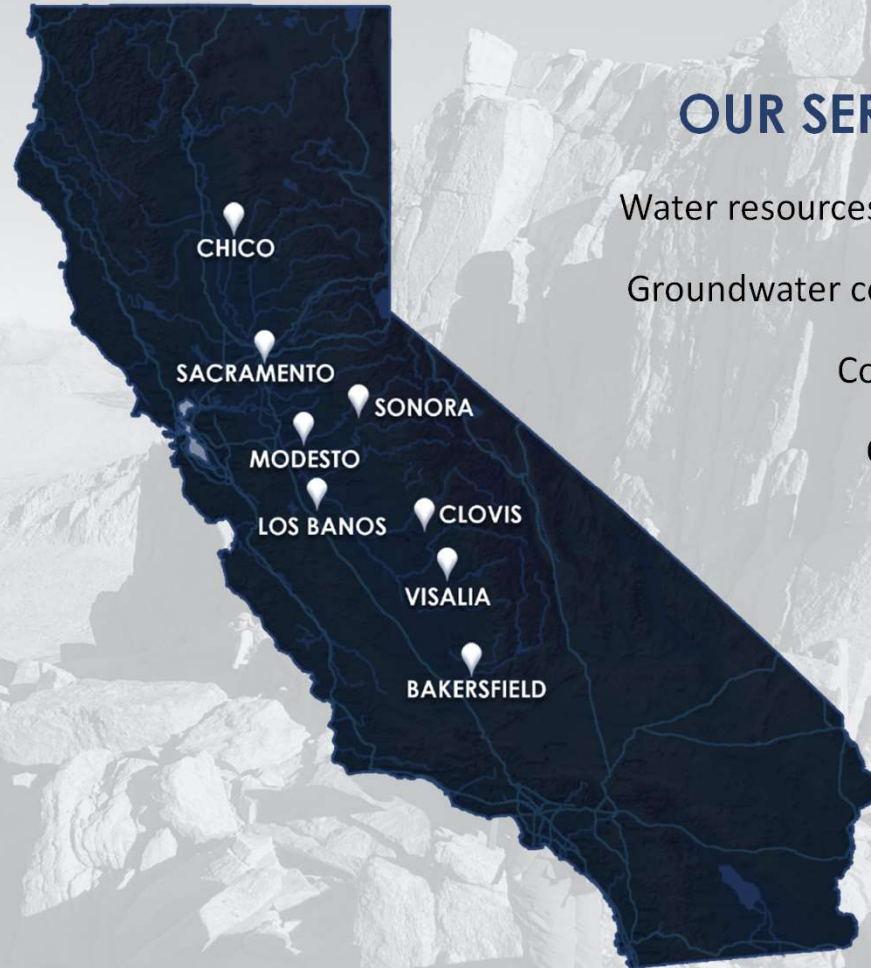 OUR SER
Water resources
Groundwater co
Co
CHICO
SACRAMENTO
SONORA
MODESTO
LOS BANOS
CLOVIS
VISALIA
BAKERSFIELD